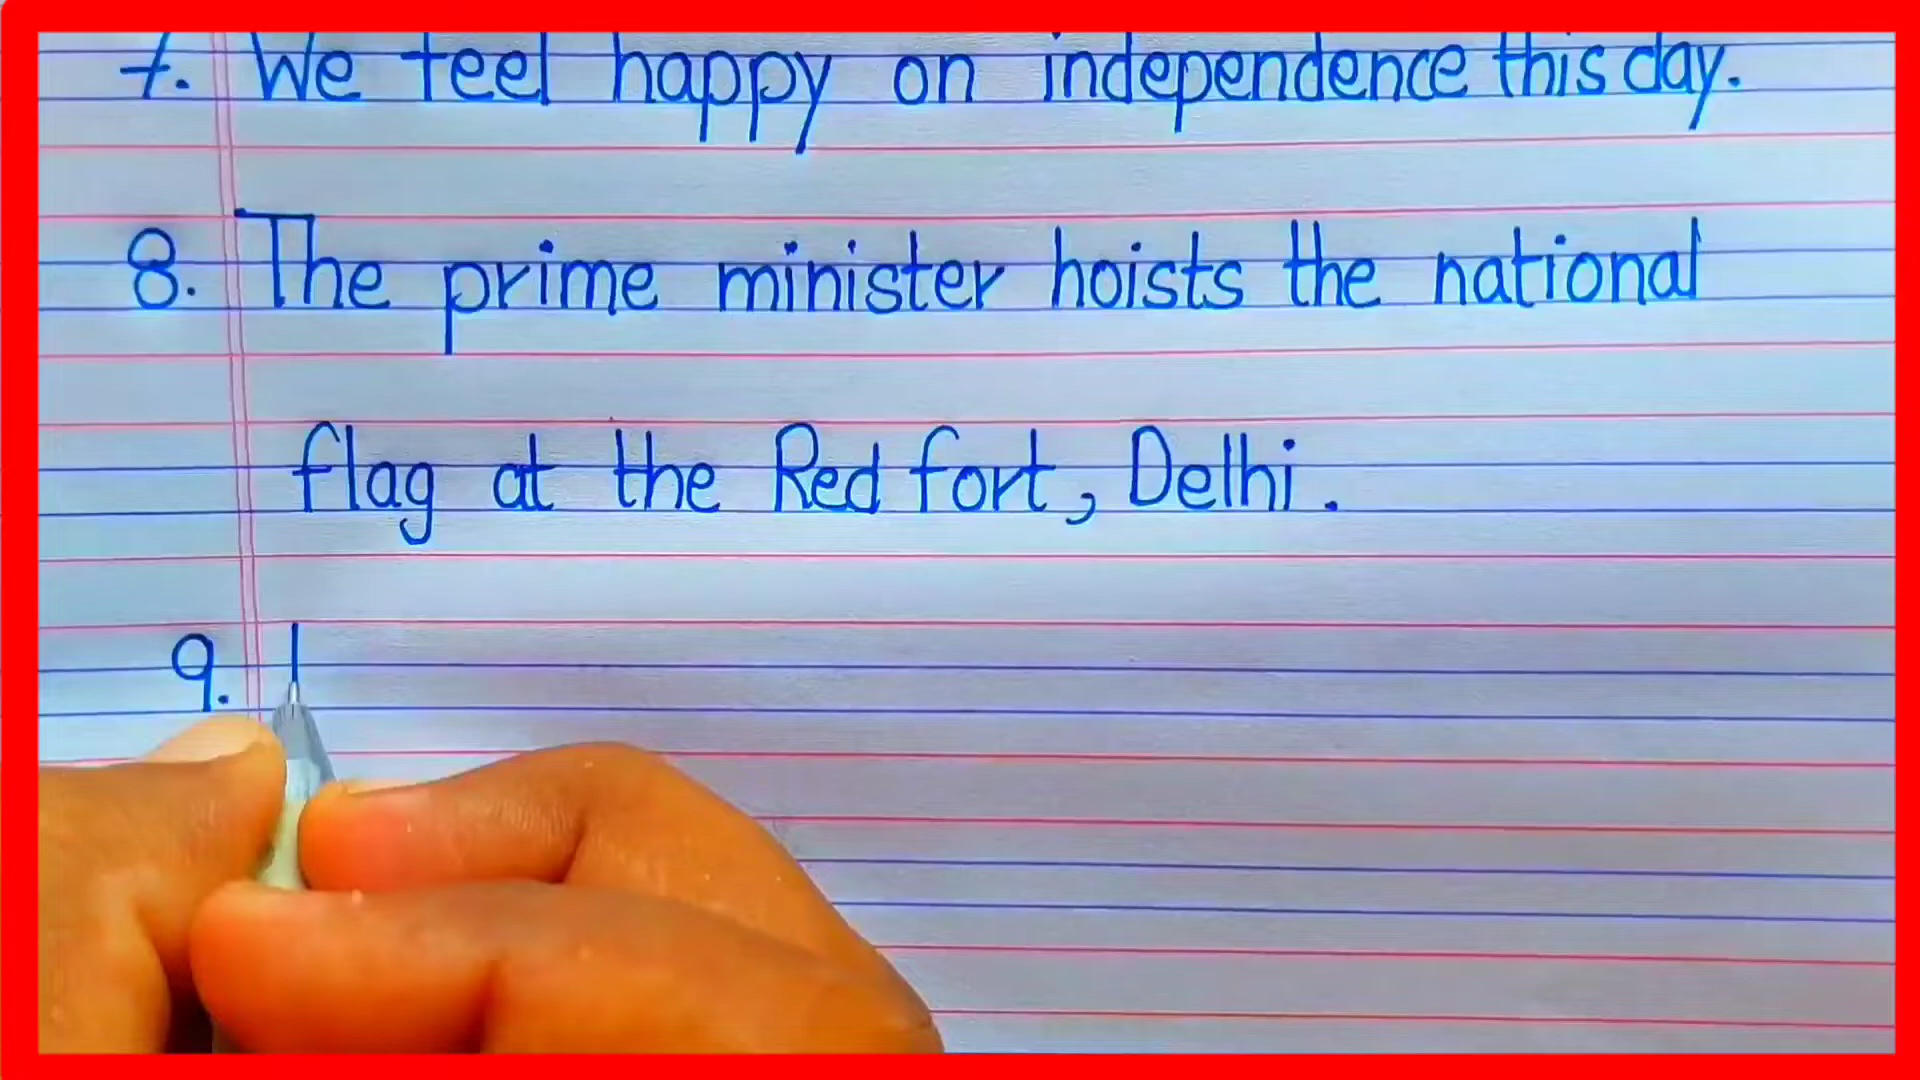 7. We feel happy on independence this day.
8. The prime minister hoists the national
flag at the Red fort, Delhi.
9.